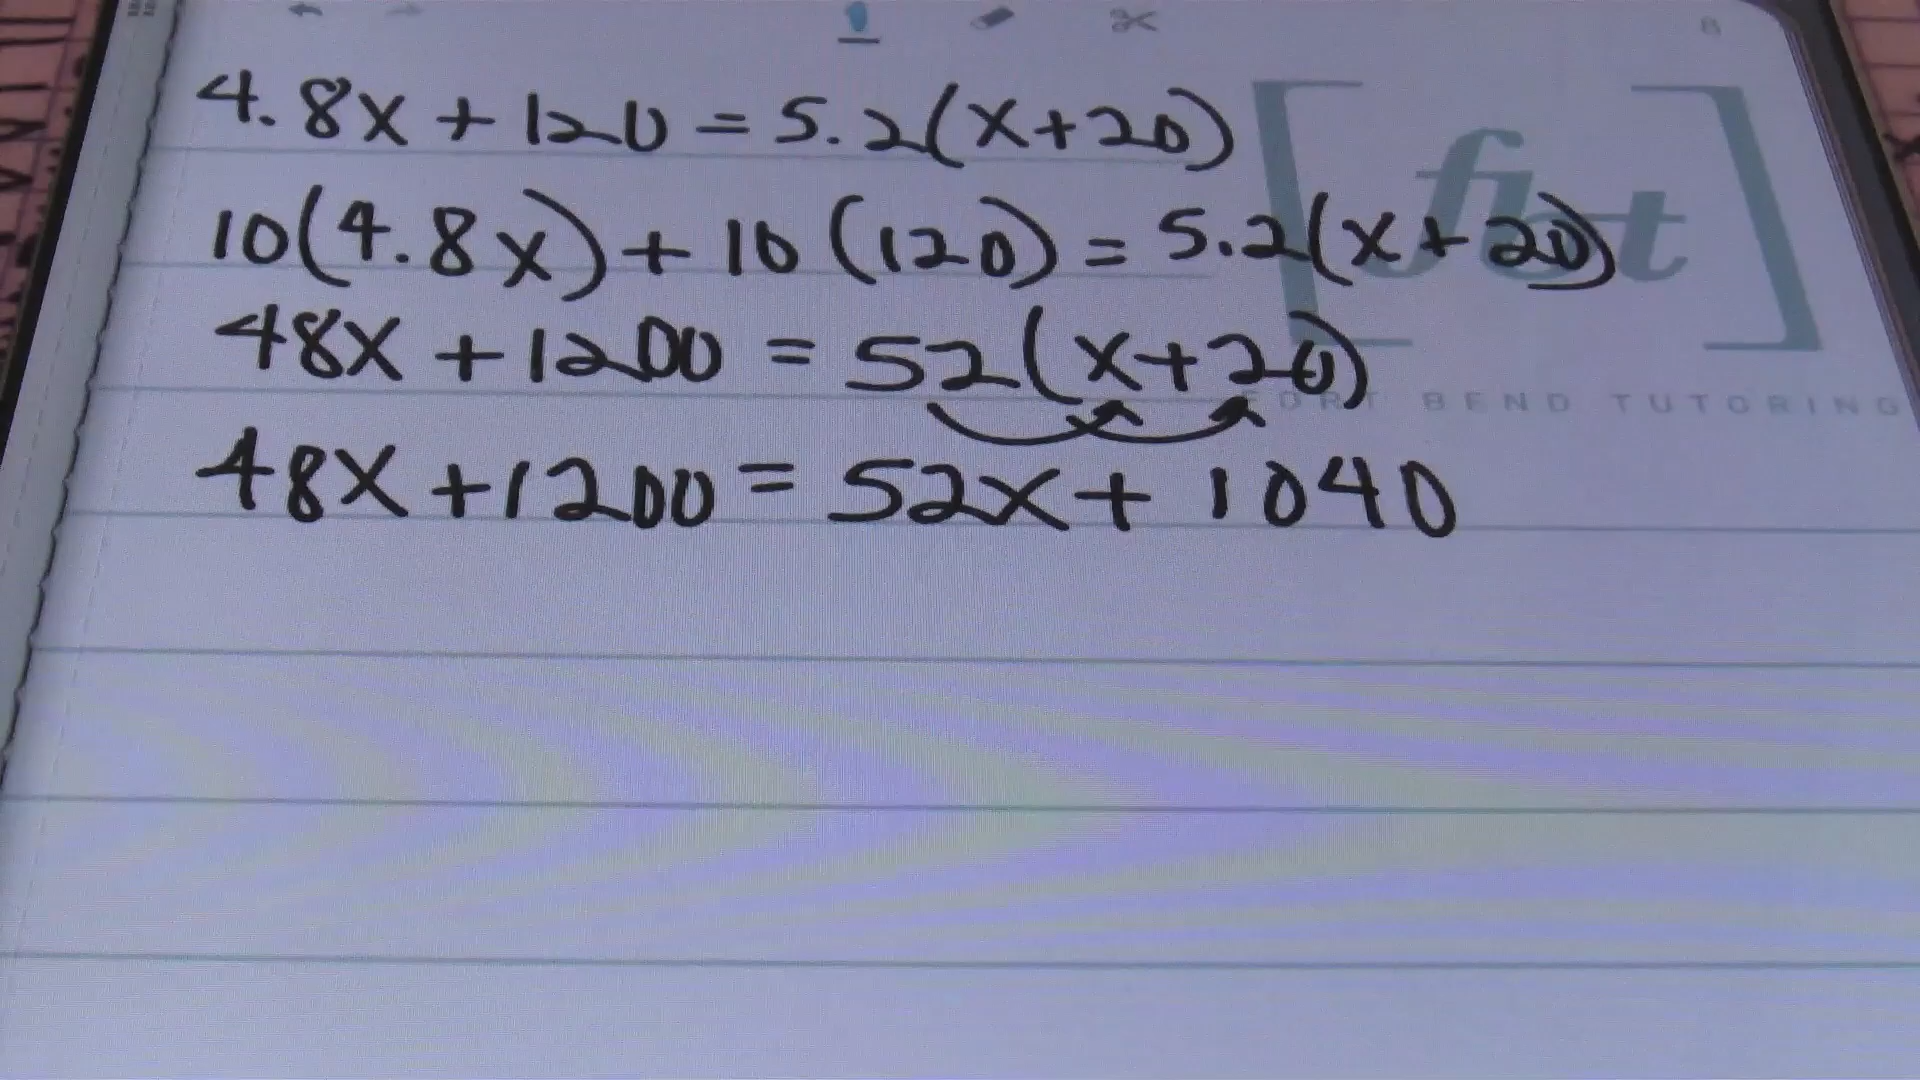 4.8x + 120 = 5.2(x+20)
10(4.8x) + 10(120) = 5.2(x+20)
48x + 1200 = 52(x+20)
48x + 1200 = 52x + 1040
fbt
FORT BEND TUTORING